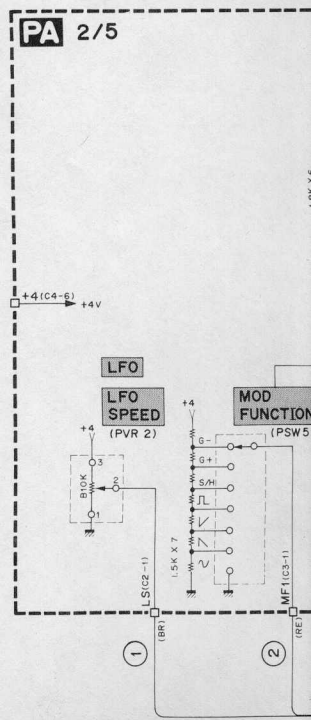 PA 2/5
+4(C4-6)
+4V
LFO
LFO
SPEED
(PVR 2)
MOD
FUNCTION
(PSW5
+4
+4
3
B10K
2
1
G-
G+
S/H
1.5K X 7
LS(C2-1)
(BR)
MF1(C3-1)
(RE)
1
2